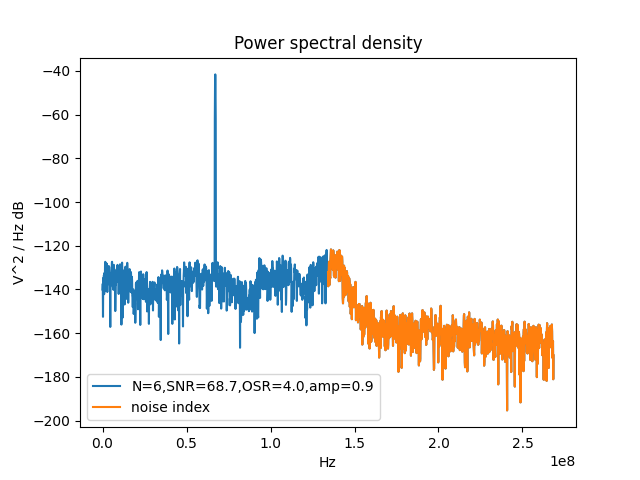 Power spectral density
V^2 / Hz dB
−40
−60
−80
−100
−120
−140
−160
−180
−200
N=6,SNR=68.7,OSR=4.0,amp=0.9
noise index
0.0 0.5 1.0 1.5 2.0 2.5
1e8
Hz